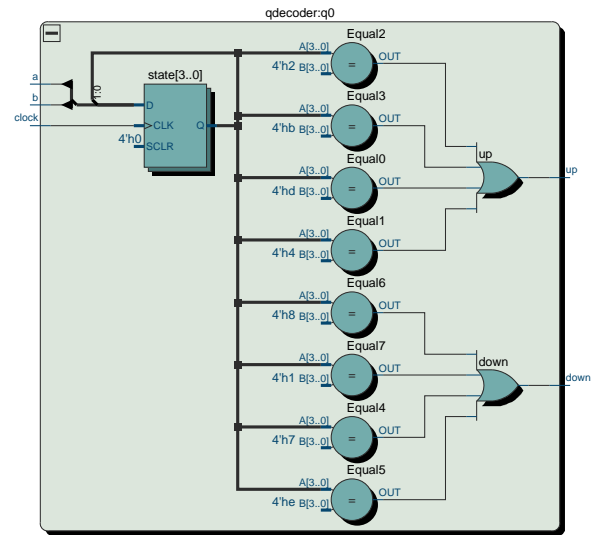 qdecoder:q0
a
b
clock
1:0
state[3..0]
D
CLK
Q
SCLR
4'h0
Equal2
A[3..0]
OUT
4'h2 B[3..0]
=
Equal3
A[3..0]
OUT
4'hb B[3..0]
=
Equal0
A[3..0]
OUT
4'hd B[3..0]
=
Equal1
A[3..0]
OUT
4'h4 B[3..0]
=
up
up
Equal6
A[3..0]
OUT
4'h8 B[3..0]
=
Equal7
A[3..0]
OUT
4'h1 B[3..0]
=
Equal4
A[3..0]
OUT
4'h7 B[3..0]
=
Equal5
A[3..0]
OUT
4'he B[3..0]
=
down
down